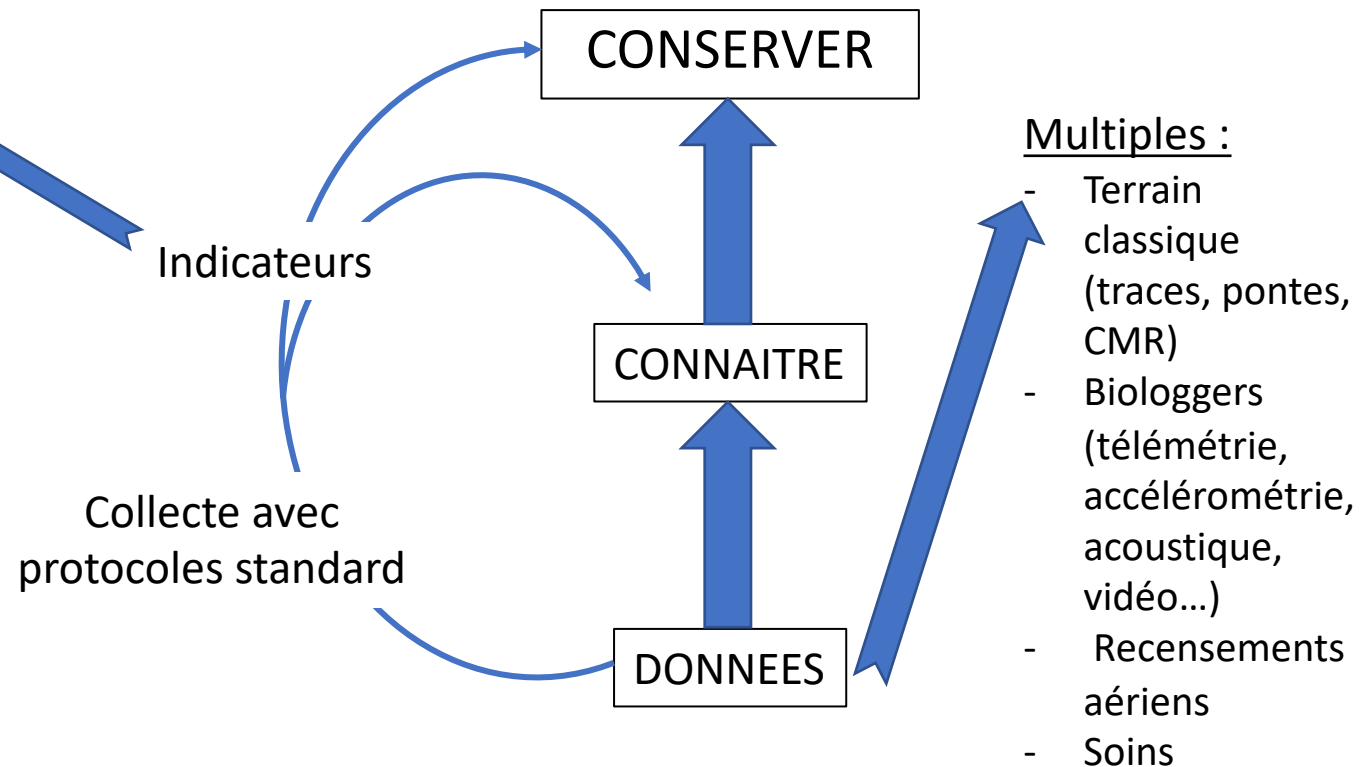 CONSERVER
Indicateurs
CONNAITRE
Collecte avec
protocoles standard
DONNEES
Multiples :
- Terrain
classique
(traces, pontes,
CMR)
- Biologgers
(télémétrie,
accélérométrie,
acoustique,
vidéo…)
- Recensements
aériens
- Soins